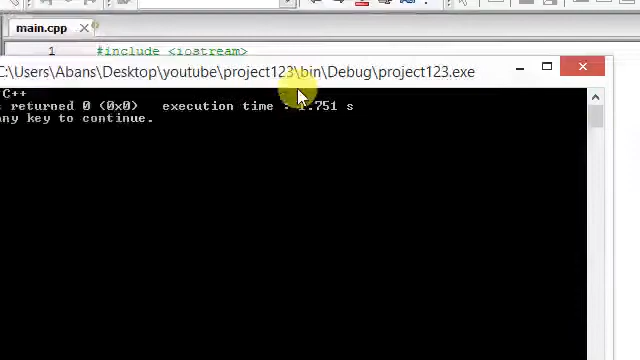 main.cpp
1 #include <iostream>
C:\Users\Abans\Desktop\youtube\project123\bin\Debug\project123.exe
C++
returned 0 (0x0) execution time : 1.751 s
any key to continue.